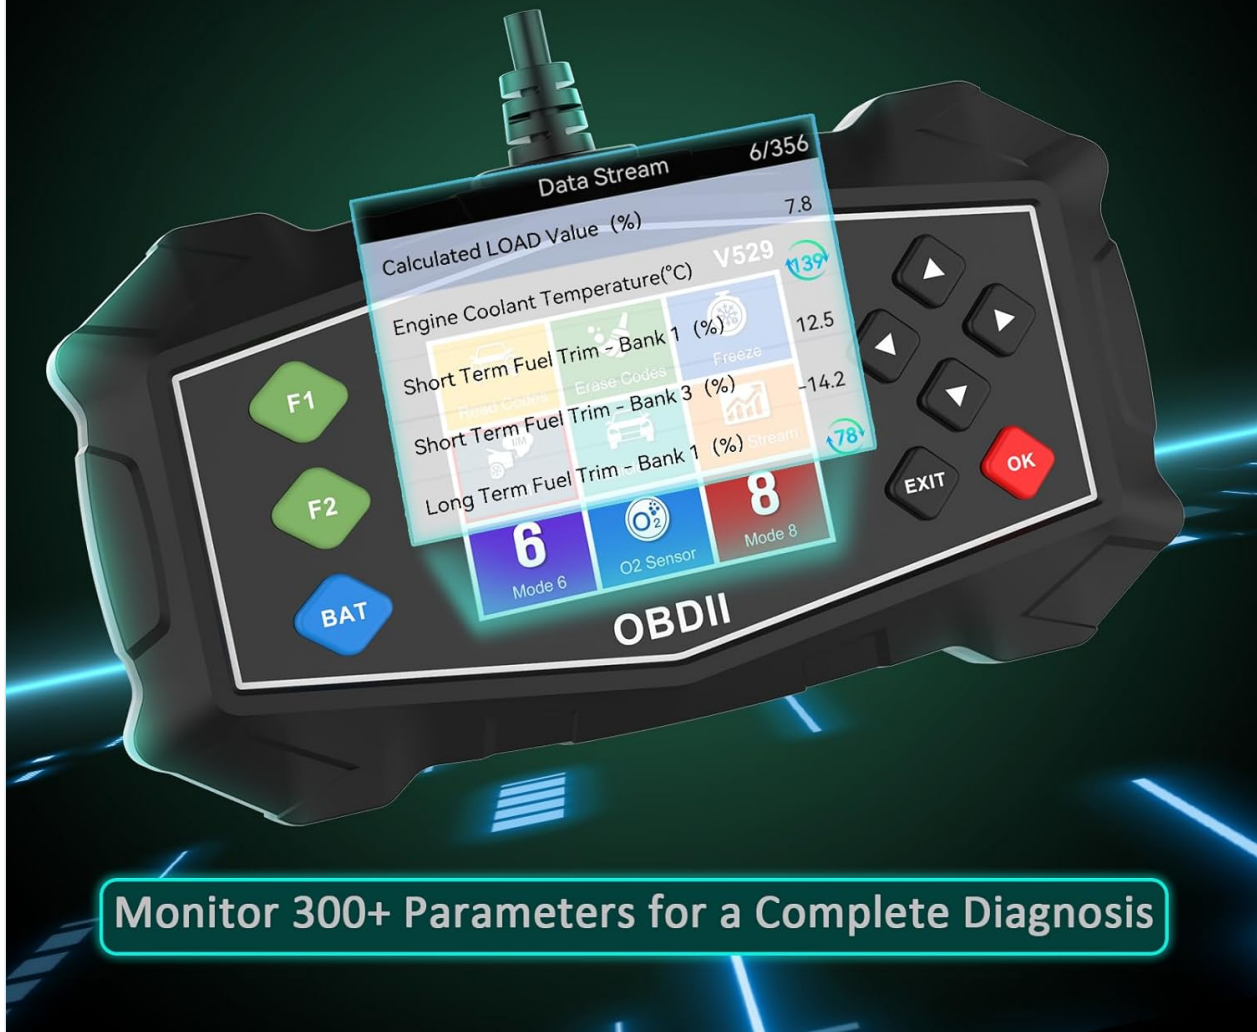 Data Stream 6/356
Calculated LOAD Value (%) 7.8
Engine Coolant Temperature(°C) 139
V529
Short Term Fuel Trim - Bank 1 (%) 12.5
Short Term Fuel Trim - Bank 3 (%) -14.2
Long Term Fuel Trim - Bank 1 (%) 78
Read Codes
Erase Codes
Freeze
I/M
Stream
6
Mode 6
O2
O2 Sensor
8
Mode 8
F1
F2
BAT
EXIT
OK
OBDII
Monitor 300+ Parameters for a Complete Diagnosis